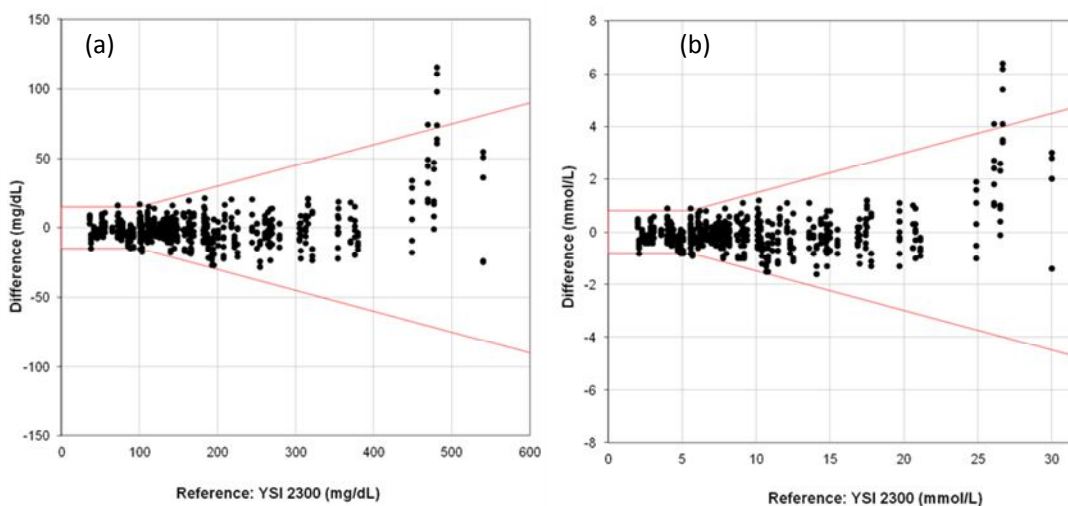 (a)
150
100
50
0
-50
-100
-150
0 100 200 300 400 500 600
Difference (mg/dL)
Reference: YSI 2300 (mg/dL)
(b)
8
6
4
2
0
-2
-4
-6
-8
0 5 10 15 20 25 30
Difference (mmol/L)
Reference: YSI 2300 (mmol/L)